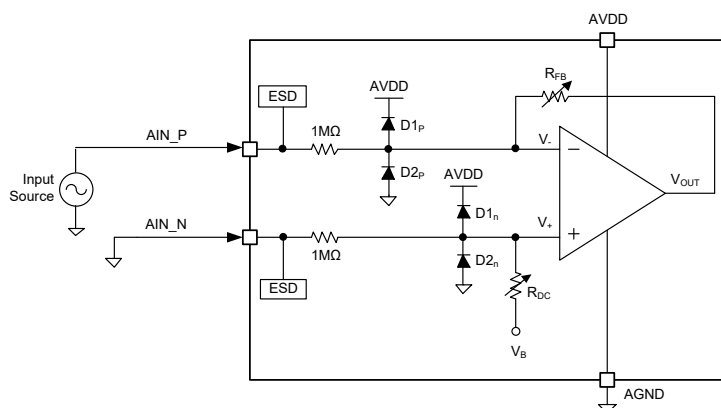 AVDD
ESD
AVDD
R_FB
AIN_P
1MΩ
D1_P
V-
Input
Source
D2_P
AVDD
−
V_OUT
AIN_N
D1_n
V+
+
1MΩ
D2_n
ESD
R_DC
V_B
AGND